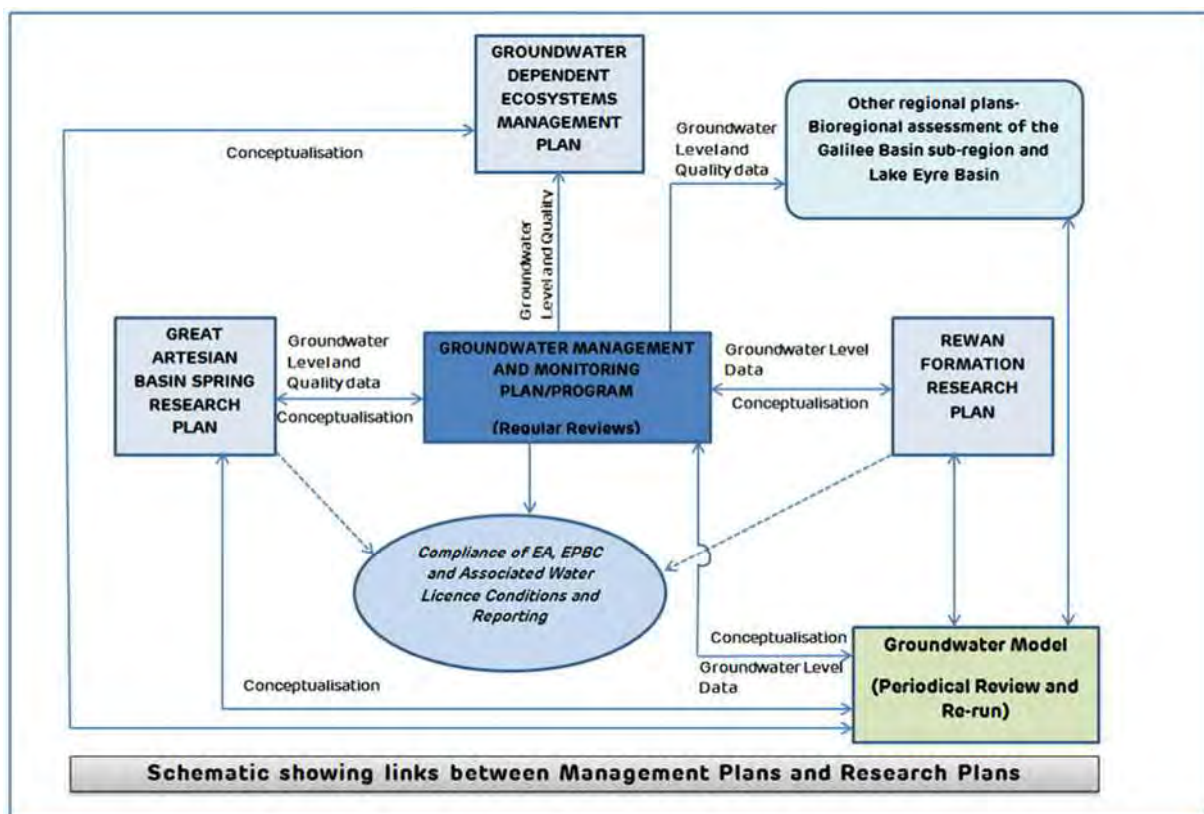 GROUNDWATER
DEPENDENT
ECOSYSTEMS
MANAGEMENT
PLAN
Other regional plans-
Bioregional assessment of the
Galilee Basin sub-region and
Lake Eyre Basin
Groundwater
Level and
Quality data
Conceptualisation
Groundwater
Level and Quality
GREAT
ARTESIAN
BASIN SPRING
RESEARCH
PLAN
Groundwater
Level and
Quality data
Conceptualisation
GROUNDWATER MANAGEMENT
AND MONITORING
PLAN/PROGRAM
(Regular Reviews)
Groundwater Level
Data
Conceptualisation
REWAN
FORMATION
RESEARCH
PLAN
Compliance of EA, EPBC
and Associated Water
Licence Conditions and
Reporting
Conceptualisation
Groundwater Level
Data
Conceptualisation
Groundwater Model
(Periodical Review and
Re-run)
Schematic showing links between Management Plans and Research Plans